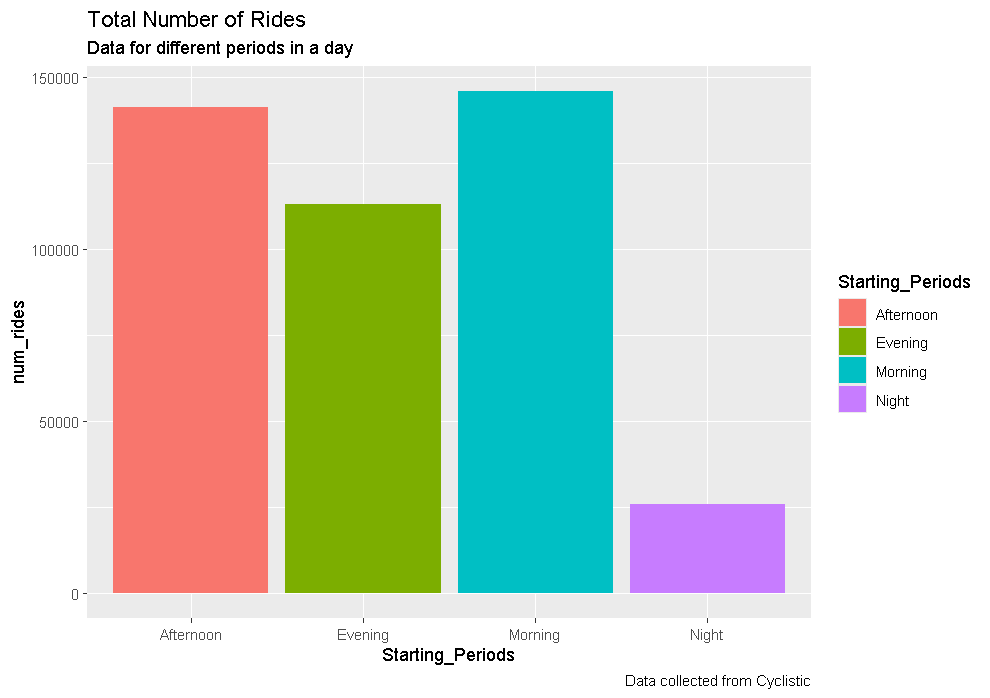 Total Number of Rides
Data for different periods in a day
150000
100000
50000
0
num_rides
Afternoon
Evening
Morning
Night
Starting_Periods
Starting_Periods
Afternoon
Evening
Morning
Night
Data collected from Cyclistic